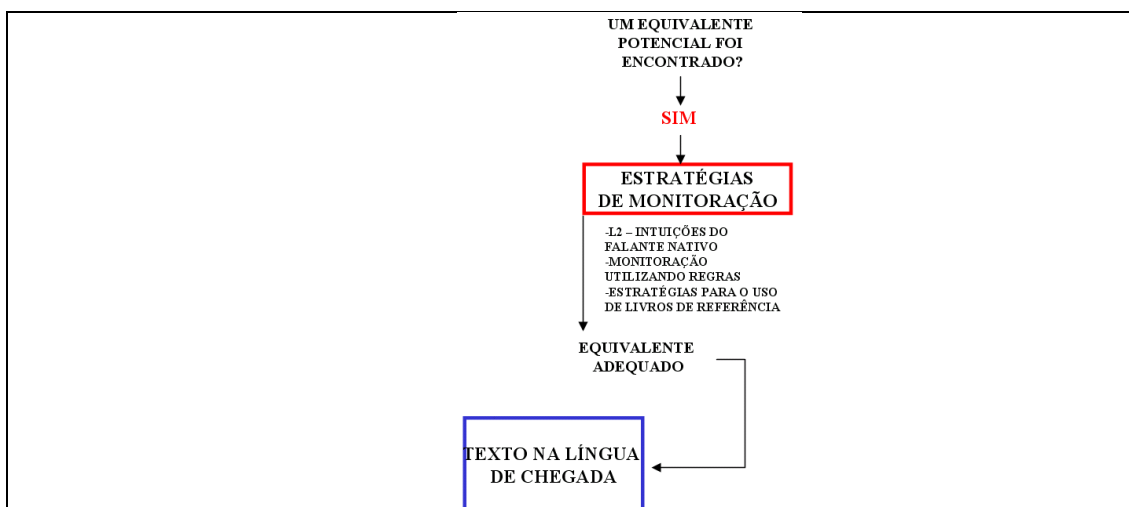 UM EQUIVALENTE
POTENCIAL FOI
ENCONTRADO?
SIM
ESTRATÉGIAS
DE MONITORAÇÃO
-L2 – INTUIÇÕES DO
FALANTE NATIVO
-MONITORAÇÃO
UTILIZANDO REGRAS
-ESTRATÉGIAS PARA O USO
DE LIVROS DE REFERÊNCIA
EQUIVALENTE
ADEQUADO
TEXTO NA LÍNGUA
DE CHEGADA